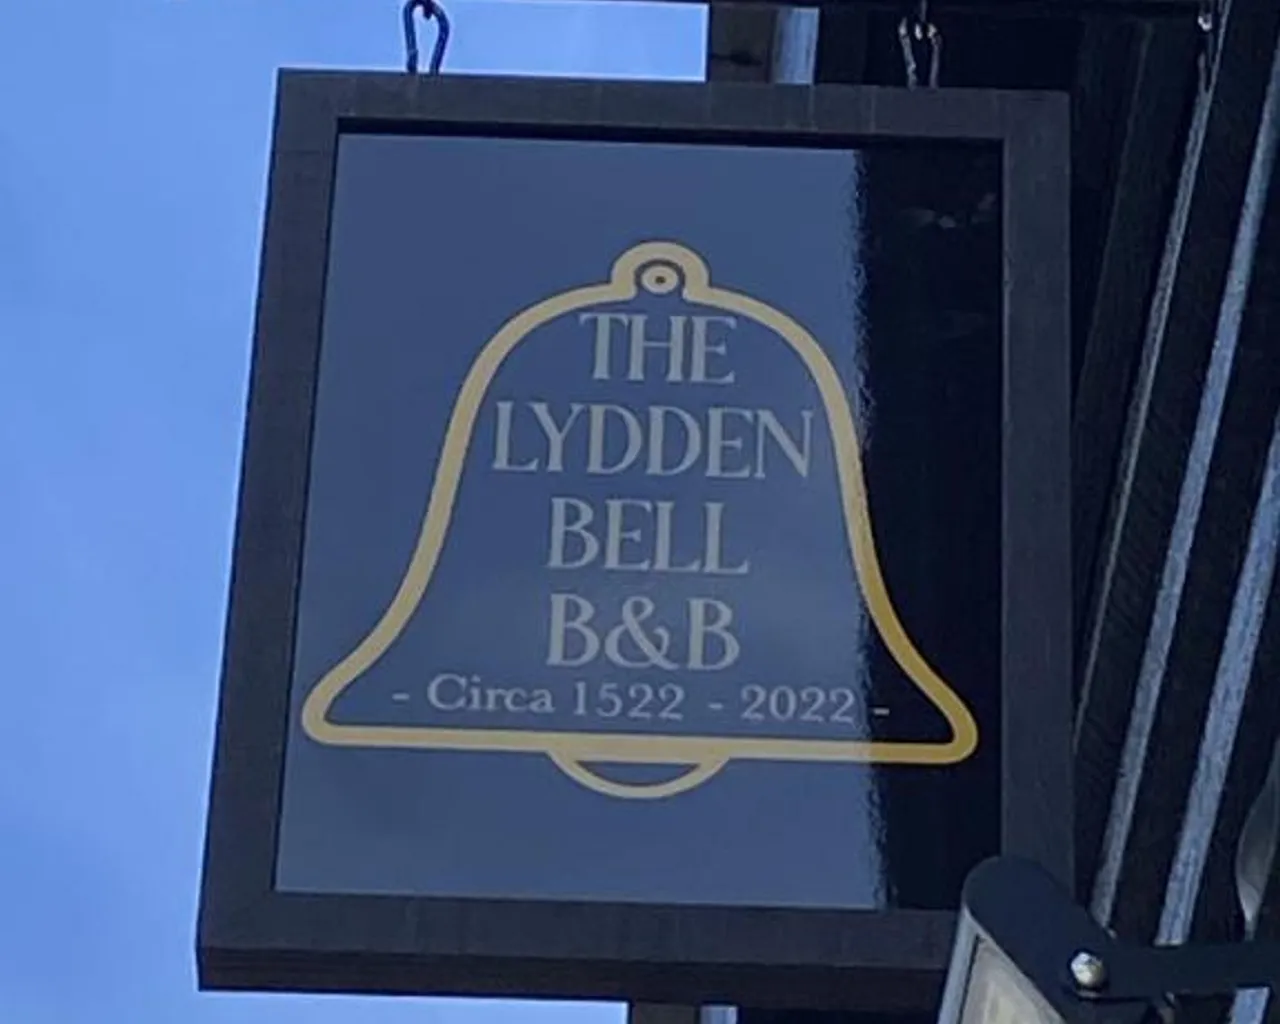 THE
LYDDEN
BELL
B&B
- Circa 1522 - 2022 -